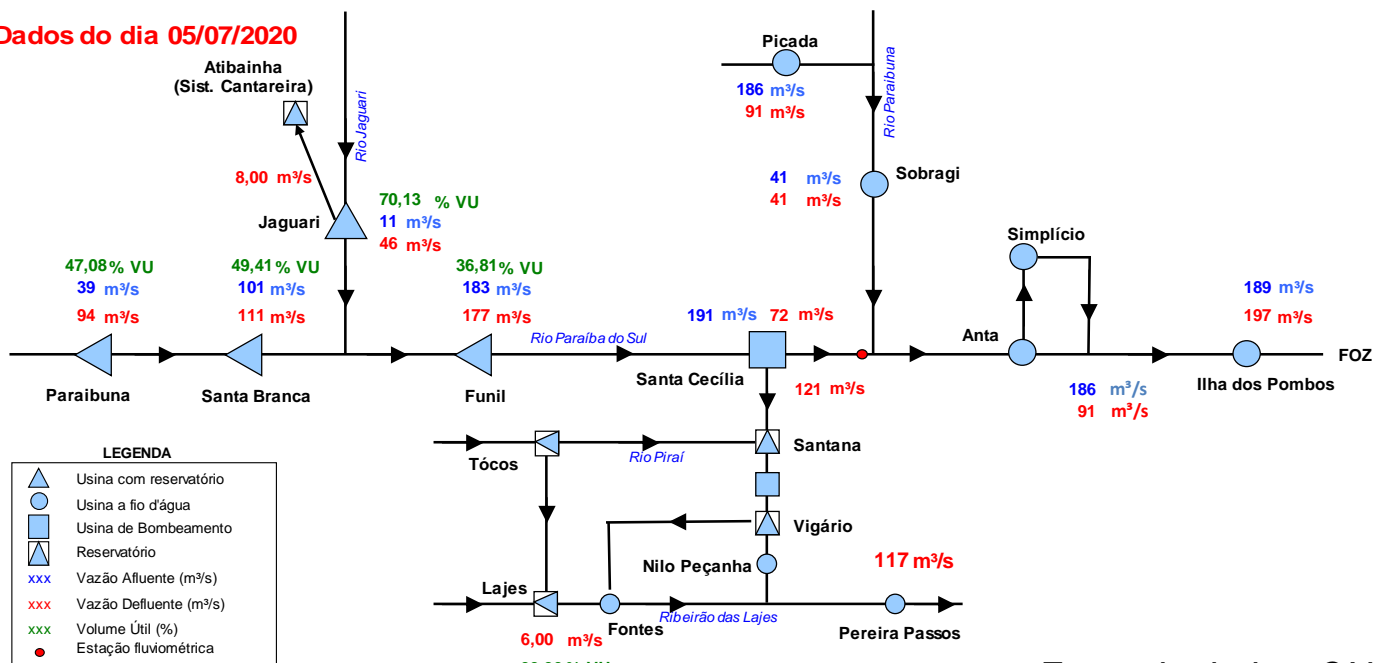 Dados do dia 05/07/2020
Atibainha
(Sist. Cantareira)
Rio Jaguari
8,00 m³/s
Jaguari
70,13 % VU
11 m³/s
46 m³/s
Picada
186 m³/s
91 m³/s
Rio Paraibuna
41 m³/s
41 m³/s
Sobragi
Simplício
47,08 % VU
39 m³/s
94 m³/s
Paraibuna
49,41 % VU
101 m³/s
111 m³/s
Santa Branca
36,81 % VU
183 m³/s
177 m³/s
Funil
Rio Paraíba do Sul
191 m³/s 72 m³/s
Santa Cecília
121 m³/s
Anta
186 m³/s
91 m³/s
189 m³/s
197 m³/s
Ilha dos Pombos
FOZ
Tócos
Rio Piraí
Santana
Vigário
Nilo Peçanha
117 m³/s
Lajes
6,00 m³/s
Fontes
Ribeirão das Lajes
Pereira Passos
LEGENDA
Usina com reservatório
Usina a fio d'água
Usina de Bombeamento
Reservatório
xxx Vazão Afluente (m³/s)
xxx Vazão Defluente (m³/s)
xxx Volume Útil (%)
Estação fluviométrica